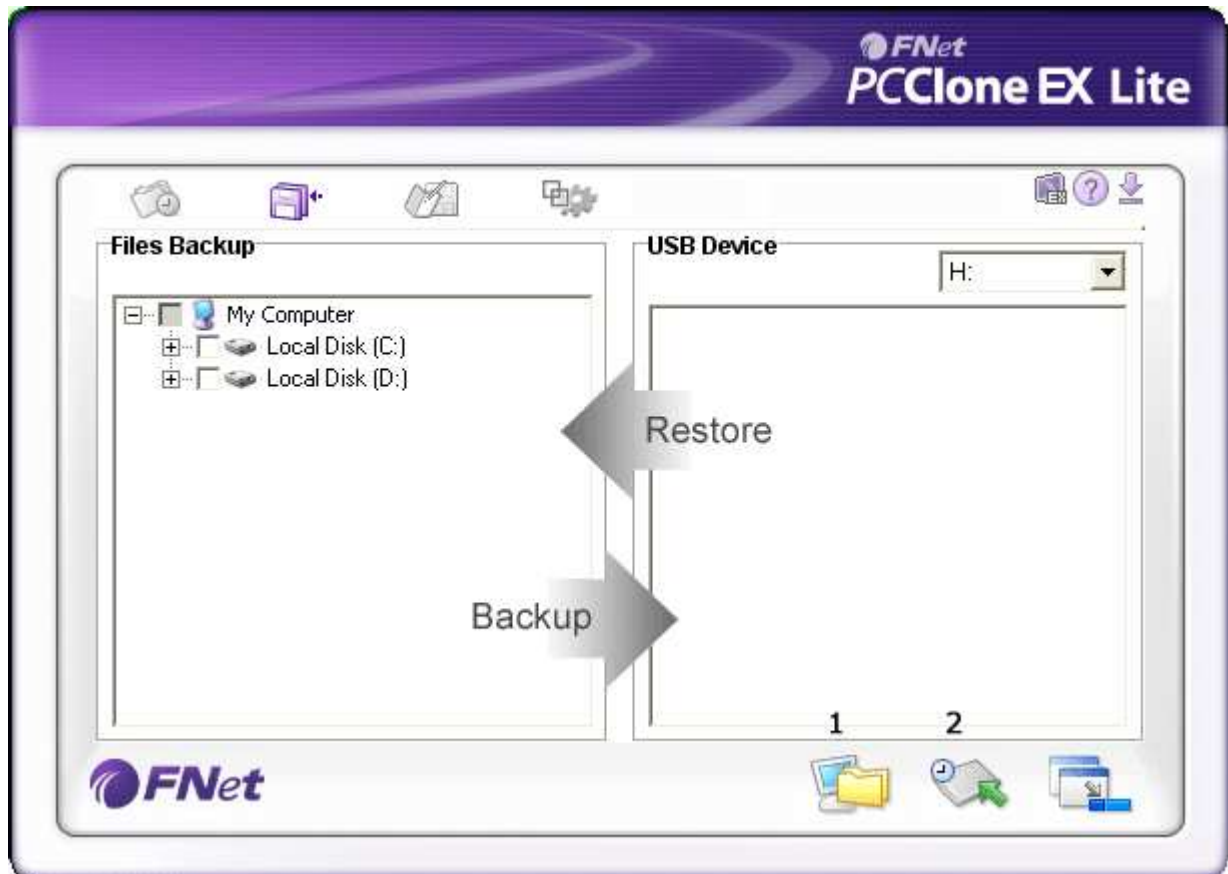 FNet
PCClone EX Lite
Files Backup
USB Device
H:
My Computer
Local Disk (C:)
Local Disk (D:)
Restore
Backup
1 2
FNet